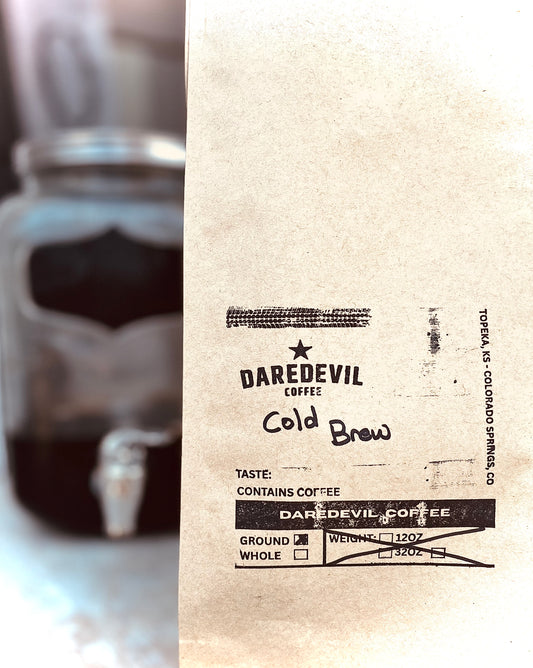 DAREDEVIL
COFFEE
Cold Brew
TASTE:
CONTAINS COFFEE
DAREDEVIL COFFEE
GROUND
WHOLE
WEIGHT: 12OZ
32OZ
TOPEKA, KS - COLORADO SPRINGS, CO